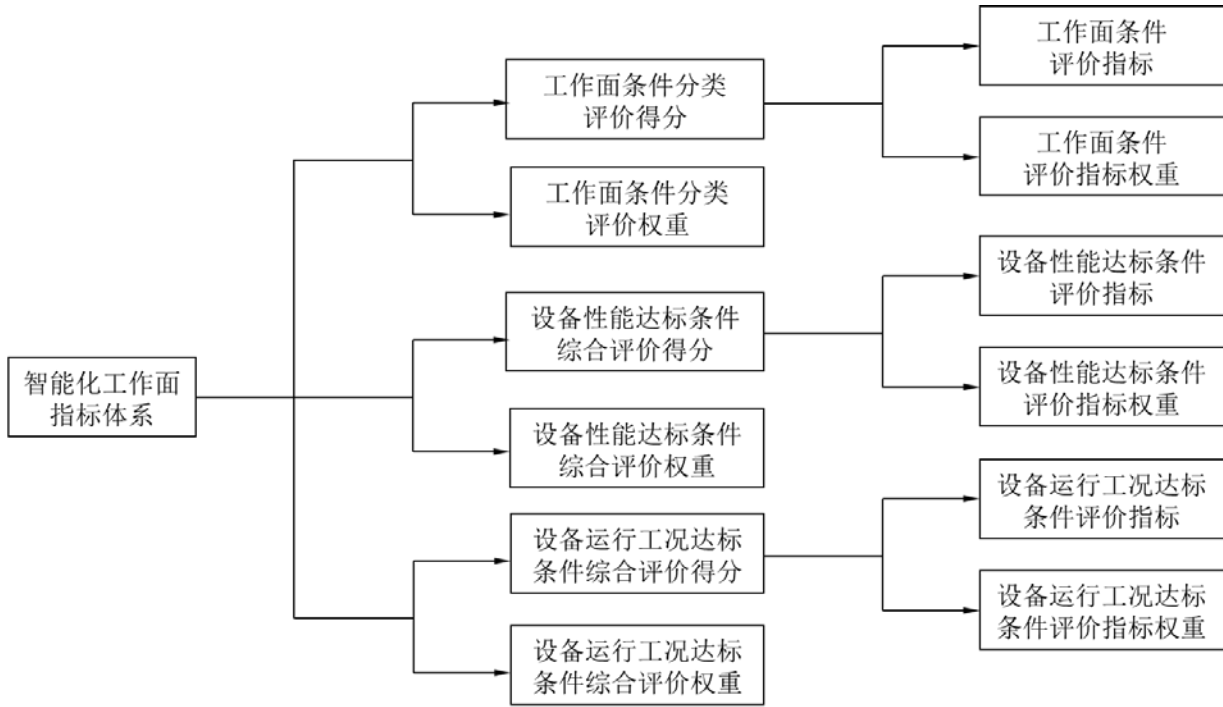 智能化工作面
指标体系
工作面条件分类
评价得分
工作面条件分类
评价权重
设备性能达标条件
综合评价得分
设备性能达标条件
综合评价权重
设备运行工况达标
条件综合评价得分
设备运行工况达标
条件综合评价权重
工作面条件
评价指标
工作面条件
评价指标权重
设备性能达标条件
评价指标
设备性能达标条件
评价指标权重
设备运行工况达标
条件评价指标
设备运行工况达标
条件评价指标权重